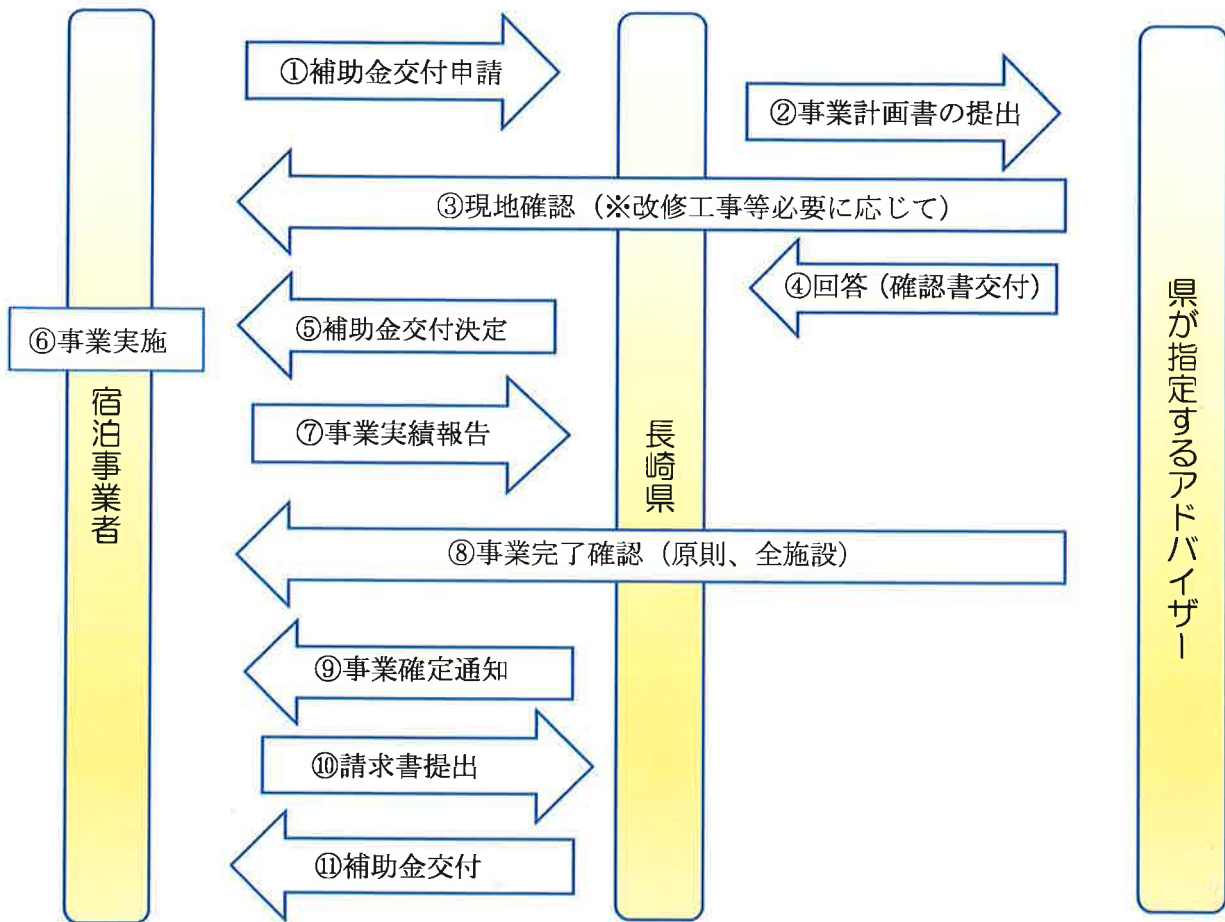 ①補助金交付申請
②事業計画書の提出
③現地確認（※改修工事等必要に応じて）
④回答（確認書交付）
⑤補助金交付決定
⑥事業実施
⑦事業実績報告
⑧事業完了確認（原則、全施設）
⑨事業確定通知
⑩請求書提出
⑪補助金交付
宿泊事業者
長崎県
県が指定するアドバイザー